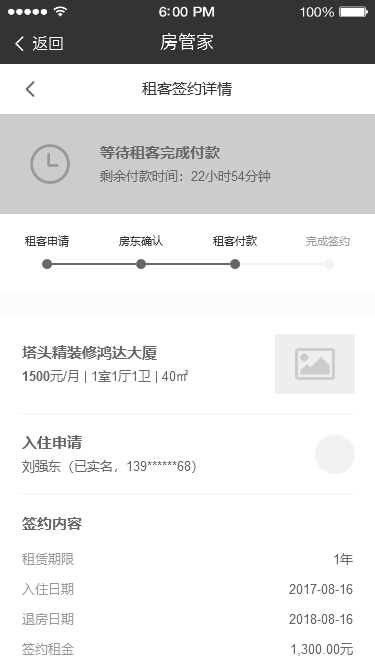 6:00 PM 100%
返回 房管家
租客签约详情
等待租客完成付款
剩余付款时间：22小时54分钟
租客申请 房东确认 租客付款 完成签约
塔头精装修鸿达大厦
1500元/月 | 1室1厅1卫 | 40㎡
入住申请
刘强东（已实名，139******68）
签约内容
租赁期限 1年
入住日期 2017-08-16
退房日期 2018-08-16
签约租金 1,300.00元